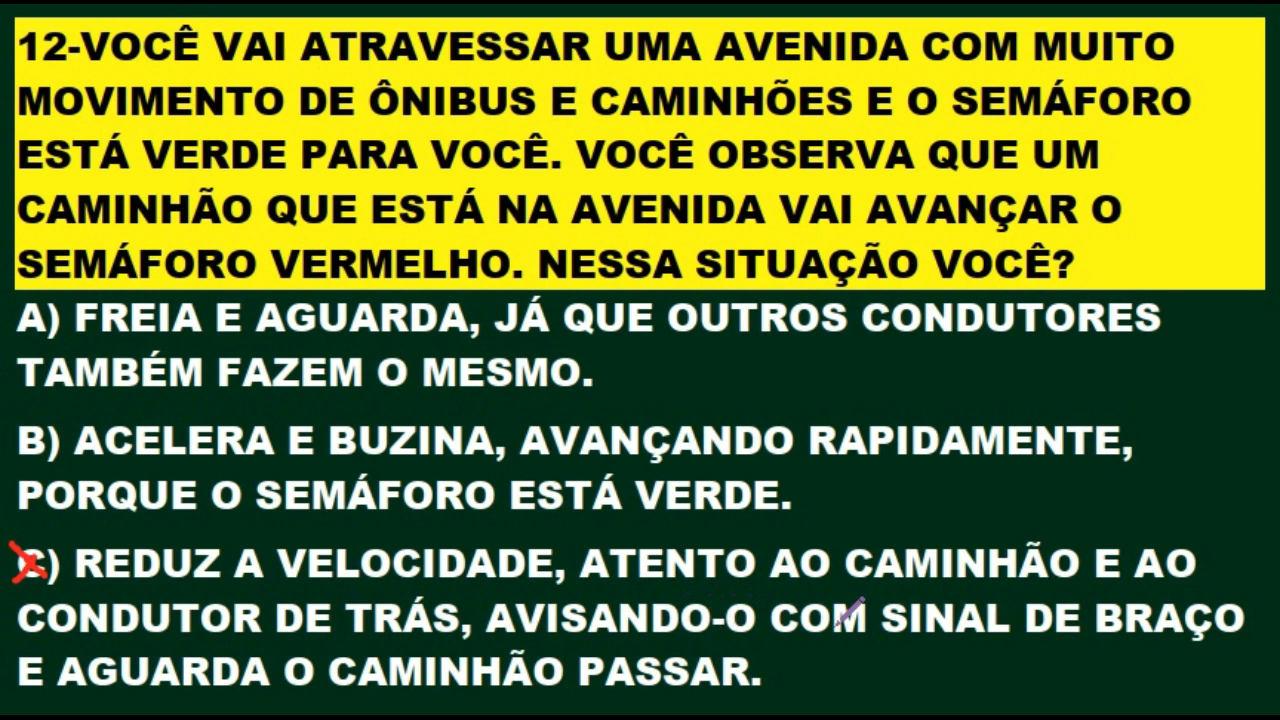 12-VOCÊ VAI ATRAVESSAR UMA AVENIDA COM MUITO
MOVIMENTO DE ÔNIBUS E CAMINHÕES E O SEMÁFORO
ESTÁ VERDE PARA VOCÊ. VOCÊ OBSERVA QUE UM
CAMINHÃO QUE ESTÁ NA AVENIDA VAI AVANÇAR O
SEMÁFORO VERMELHO. NESSA SITUAÇÃO VOCÊ?
A) FREIA E AGUARDA, JÁ QUE OUTROS CONDUTORES
TAMBÉM FAZEM O MESMO.
B) ACELERA E BUZINA, AVANÇANDO RAPIDAMENTE,
PORQUE O SEMÁFORO ESTÁ VERDE.
C) REDUZ A VELOCIDADE, ATENTO AO CAMINHÃO E AO
CONDUTOR DE TRÁS, AVISANDO-O COM SINAL DE BRAÇO
E AGUARDA O CAMINHÃO PASSAR.